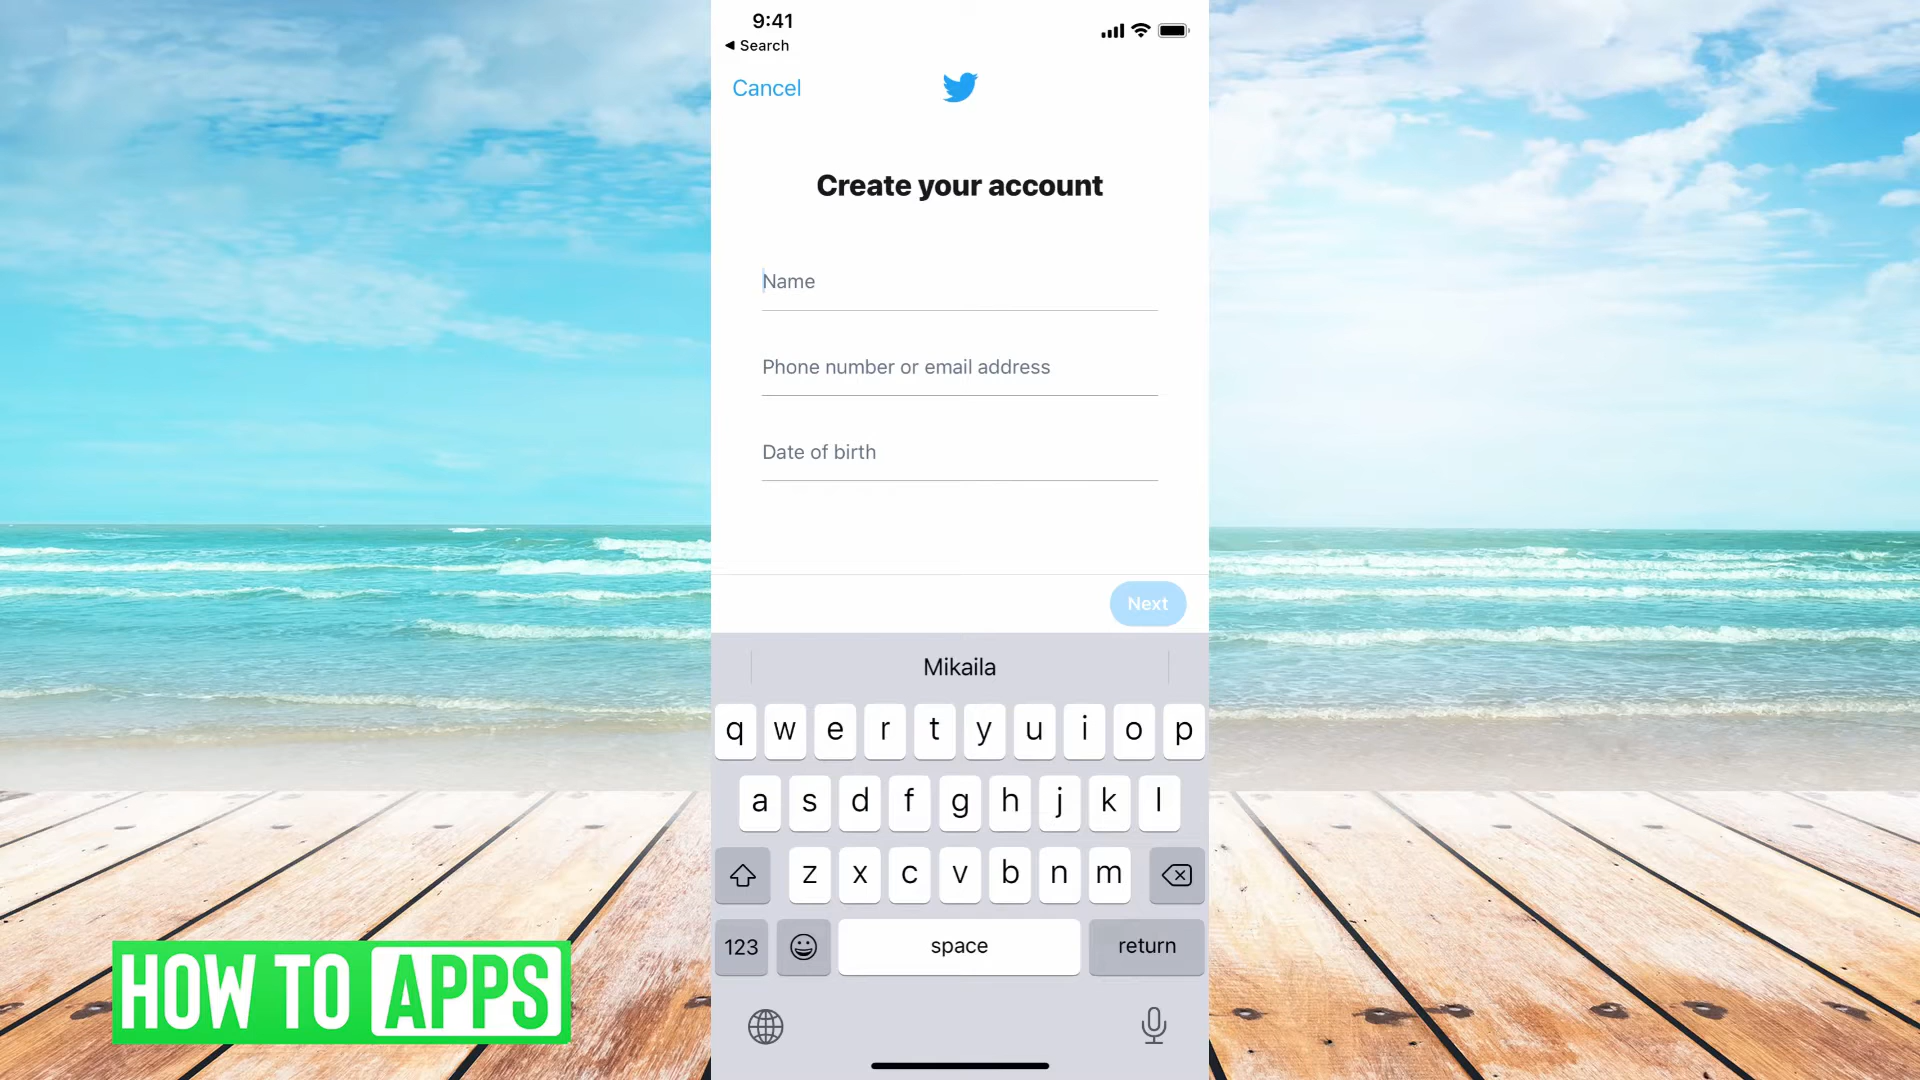 9:41
◀ Search
Cancel
Create your account
Name
Phone number or email address
Date of birth
Next
Mikaila
q w e r t y u i o p
a s d f g h j k l
z x c v b n m
123 space return
HOW TO APPS